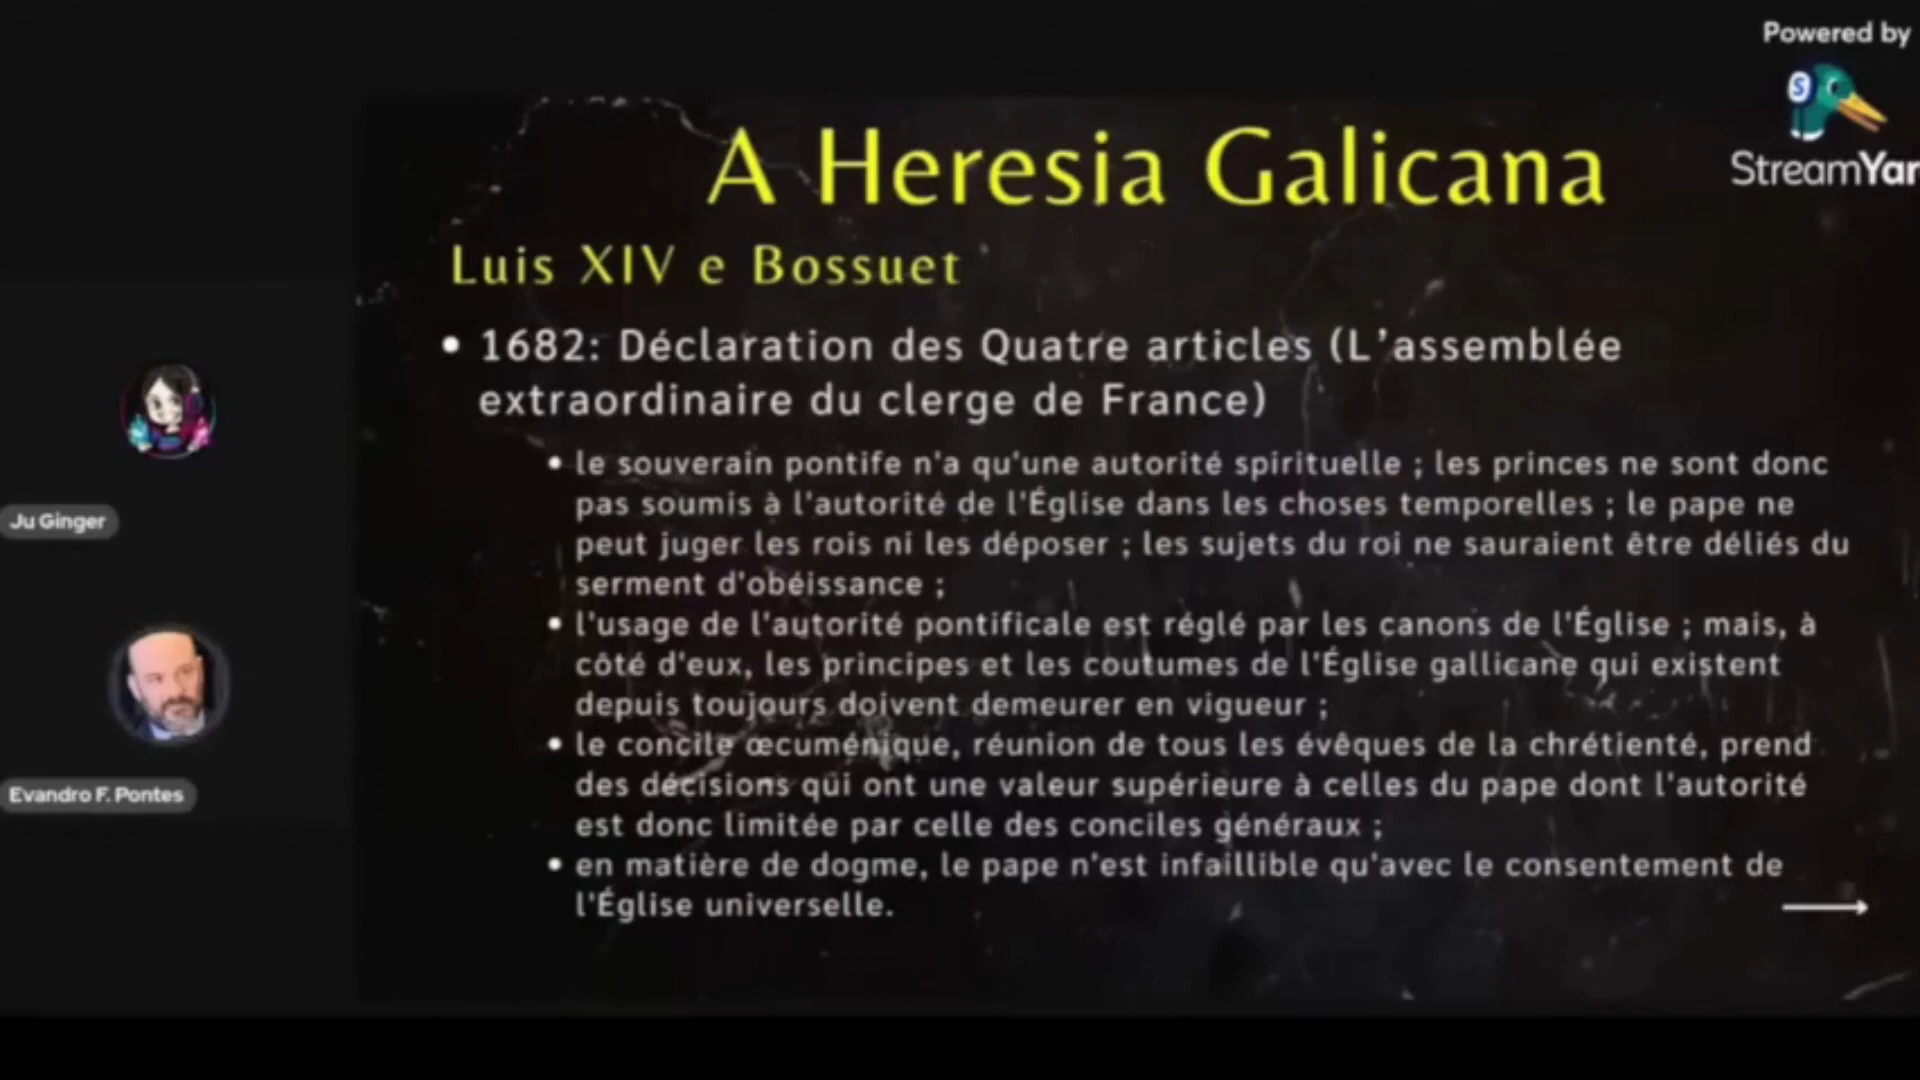 Powered by
StreamYar
A Heresia Galicana
Luis XIV e Bossuet
• 1682: Déclaration des Quatre articles (L'assemblée
extraordinaire du clerge de France)
• le souverain pontife n'a qu'une autorité spirituelle ; les princes ne sont donc
pas soumis à l'autorité de l'Église dans les choses temporelles ; le pape ne
peut juger les rois ni les déposer ; les sujets du roi ne sauraient être déliés du
serment d'obéissance ;
• l'usage de l'autorité pontificale est réglé par les canons de l'Église ; mais, à
côté d'eux, les principes et les coutumes de l'Église gallicane qui existent
depuis toujours doivent demeurer en vigueur ;
• le concile œcuménique, réunion de tous les évêques de la chrétienté, prend
des décisions qui ont une valeur supérieure à celles du pape dont l'autorité
est donc limitée par celle des conciles généraux ;
• en matière de dogme, le pape n'est infaillible qu'avec le consentement de
l'Église universelle.
Ju Ginger
Evandro F. Pontes